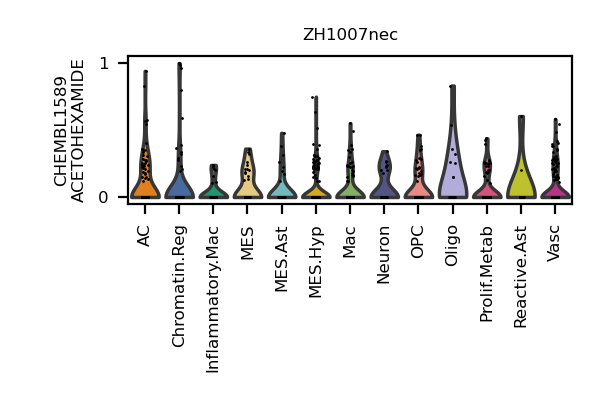 ZH1007nec
CHEMBL1589
ACETOHEXAMIDE
1
0
AC
Chromatin.Reg
Inflammatory.Mac
MES
MES.Ast
MES.Hyp
Mac
Neuron
OPC
Oligo
Prolif.Metab
Reactive.Ast
Vasc